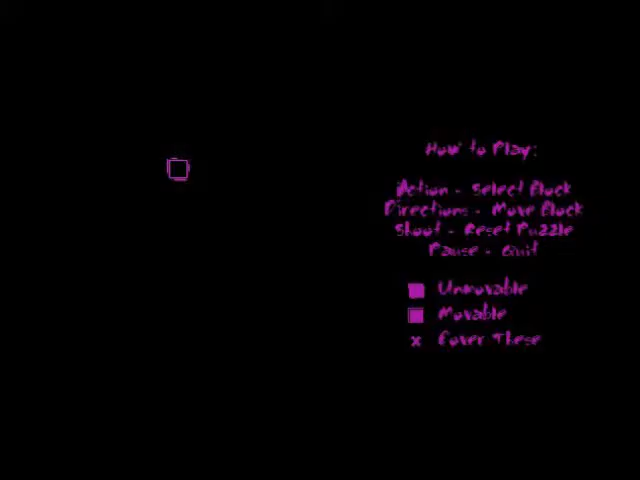 How to Play:
Action - Select Block
Directions - Move Block
Shoot - Reset Puzzle
Pause - Quit
Unmovable
Movable
x Cover These